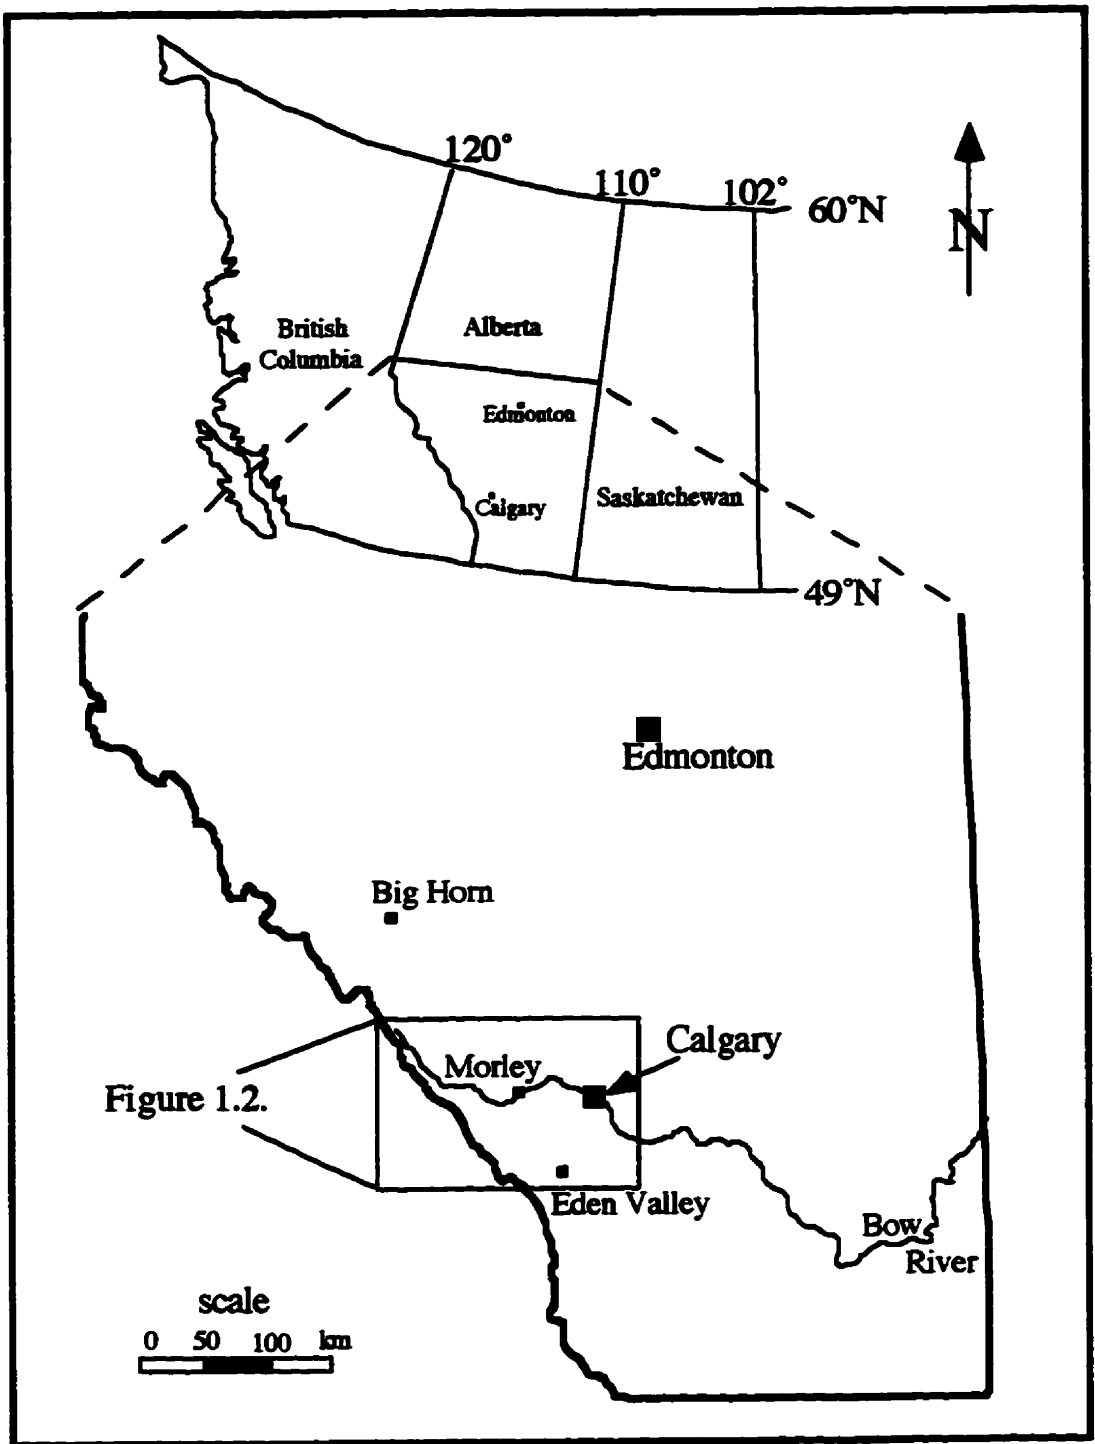 120°
110°
102°
60°N
N
British
Columbia
Alberta
Edmonton
Calgary
Saskatchewan
49°N
Edmonton
Big Horn
Calgary
Morley
Figure 1.2.
Eden Valley
Bow
River
scale
0 50 100 km